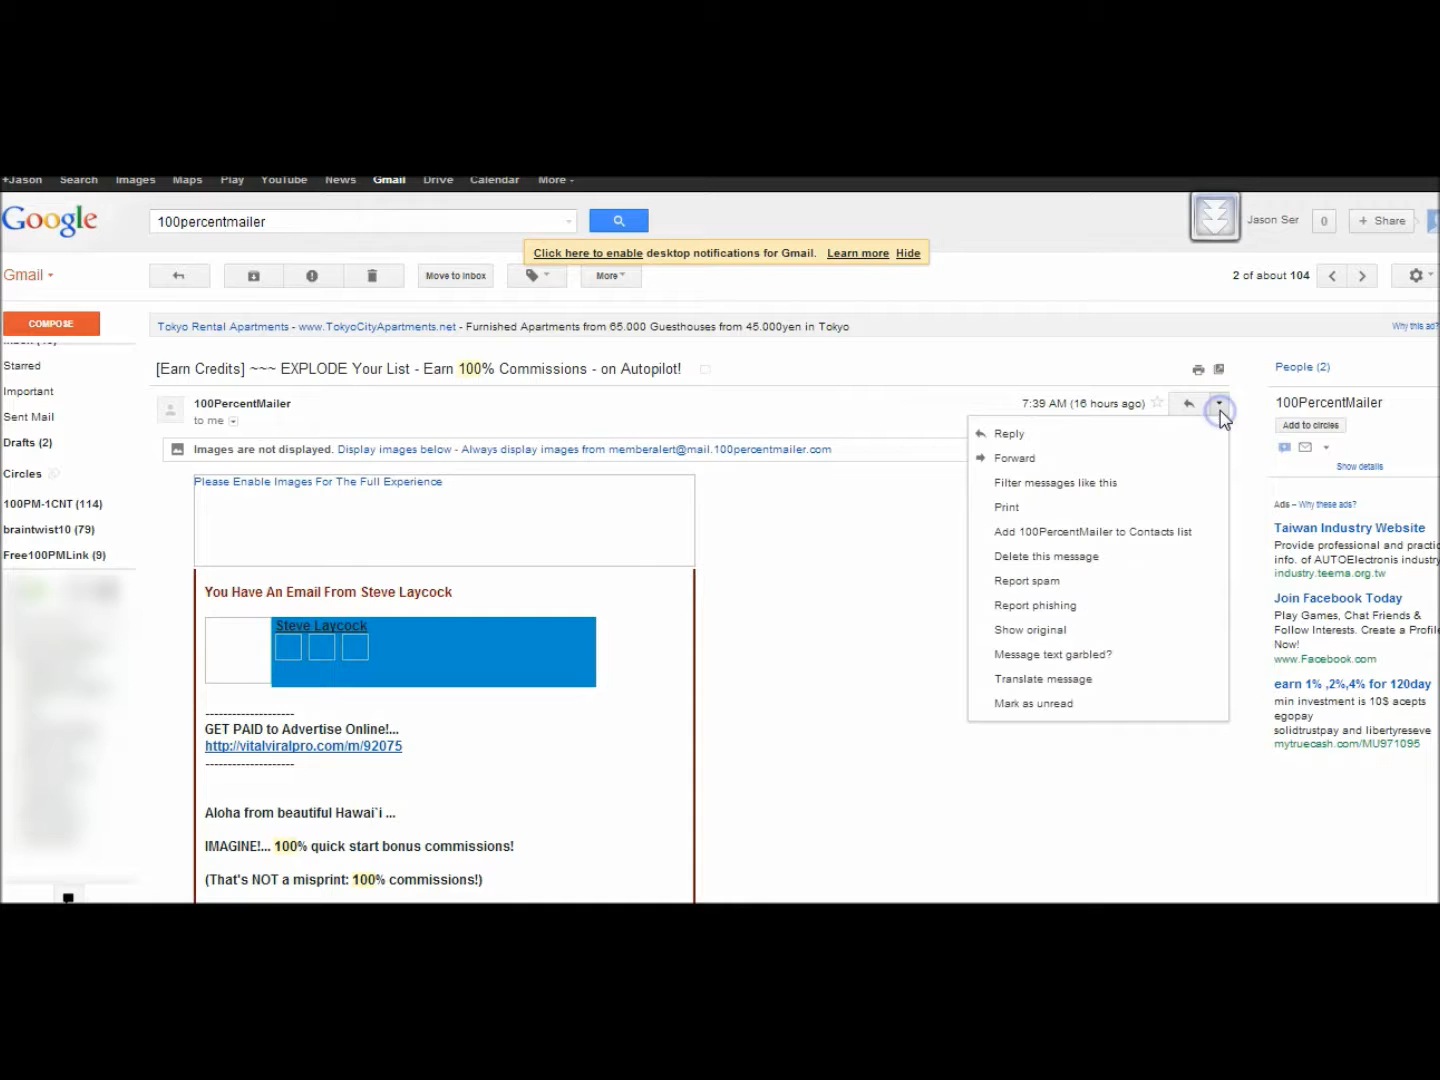 +Jason Search Images Maps Play YouTube News Gmail Drive Calendar More
Google 100percentmailer Jason Ser 0 + Share
Click here to enable desktop notifications for Gmail. Learn more Hide
Gmail Move to Inbox More 2 of about 104
COMPOSE
Tokyo Rental Apartments - www.TokyoCityApartments.net - Furnished Apartments from 65.000 Guesthouses from 45.000yen in Tokyo Why this ad?
Starred
Important
Sent Mail
Drafts (2)
Circles
100PM-1CNT (114)
braintwist10 (79)
Free100PMLink (9)
[Earn Credits] ~~~ EXPLODE Your List - Earn 100% Commissions - on Autopilot!
100PercentMailer 7:39 AM (16 hours ago)
to me
Images are not displayed. Display images below - Always display images from memberalert@mail.100percentmailer.com
Please Enable Images For The Full Experience
You Have An Email From Steve Laycock
Steve Laycock
--------------------
GET PAID to Advertise Online!...
http://vitalviralpro.com/m/92075
--------------------
Aloha from beautiful Hawai`i ...
IMAGINE!... 100% quick start bonus commissions!
(That's NOT a misprint: 100% commissions!)
Reply
Forward
Filter messages like this
Print
Add 100PercentMailer to Contacts list
Delete this message
Report spam
Report phishing
Show original
Message text garbled?
Translate message
Mark as unread
People (2)
100PercentMailer
Add to circles
Show details
Ads – Why these ads?
Taiwan Industry Website
Provide professional and practic
info. of AUTOElectronis industry
industry.teema.org.tw
Join Facebook Today
Play Games, Chat Friends &
Follow Interests. Create a Profile
Now!
www.Facebook.com
earn 1% ,2%,4% for 120day
min investment is 10$ acepts
egopay
solidtrustpay and libertyreseve
mytruecash.com/MU971095